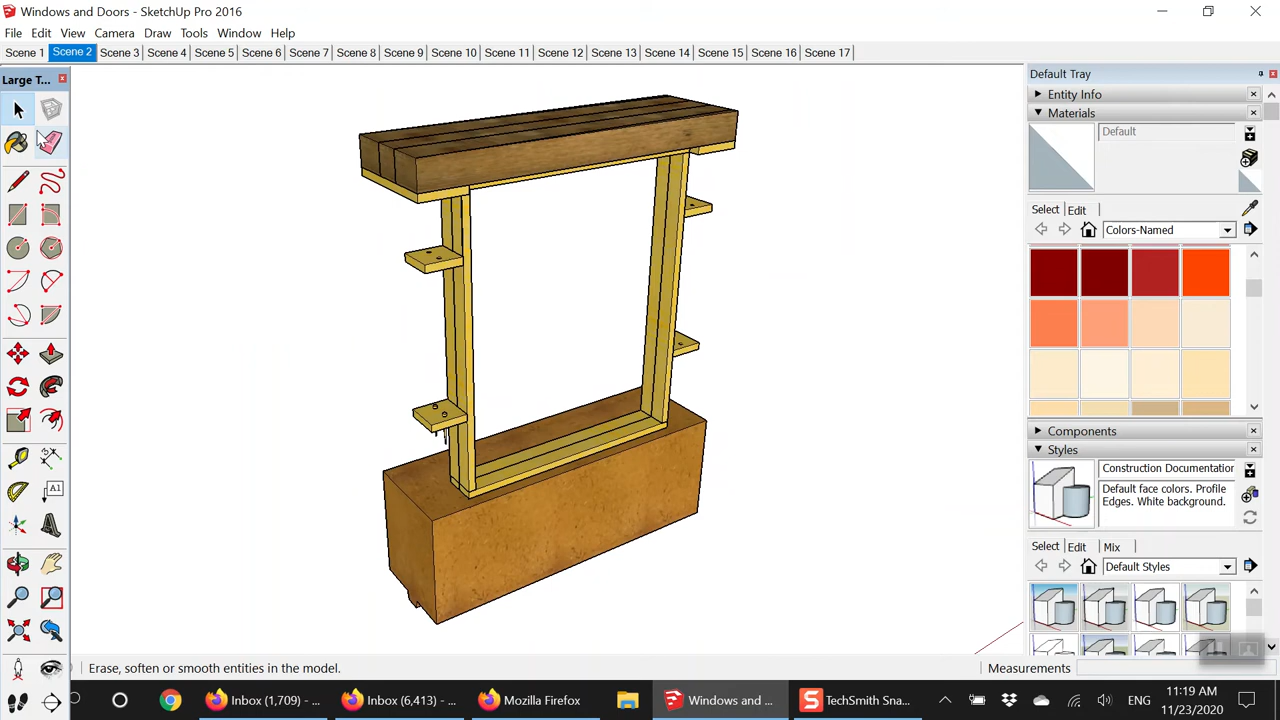 Windows and Doors - SketchUp Pro 2016
File Edit View Camera Draw Tools Window Help
Scene 1 Scene 2 Scene 3 Scene 4 Scene 5 Scene 6 Scene 7 Scene 8 Scene 9 Scene 10 Scene 11 Scene 12 Scene 13 Scene 14 Scene 15 Scene 16 Scene 17
Large T...
Default Tray
Entity Info
Materials
Default
Select Edit
Colors-Named
Components
Styles
Construction Documentation
Default face colors. Profile
Edges. White background.
Select Edit Mix
Default Styles
A1
Erase, soften or smooth entities in the model.
Measurements
Inbox (1,709) - ...
Inbox (6,413) - ...
Mozilla Firefox
Windows and ...
TechSmith Sna...
ENG
11:19 AM
11/23/2020